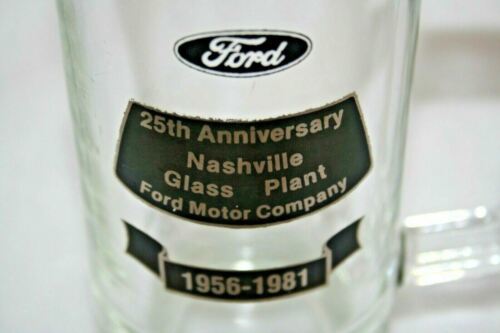 Ford
25th Anniversary
Nashville
Glass Plant
Ford Motor Company
1956-1981